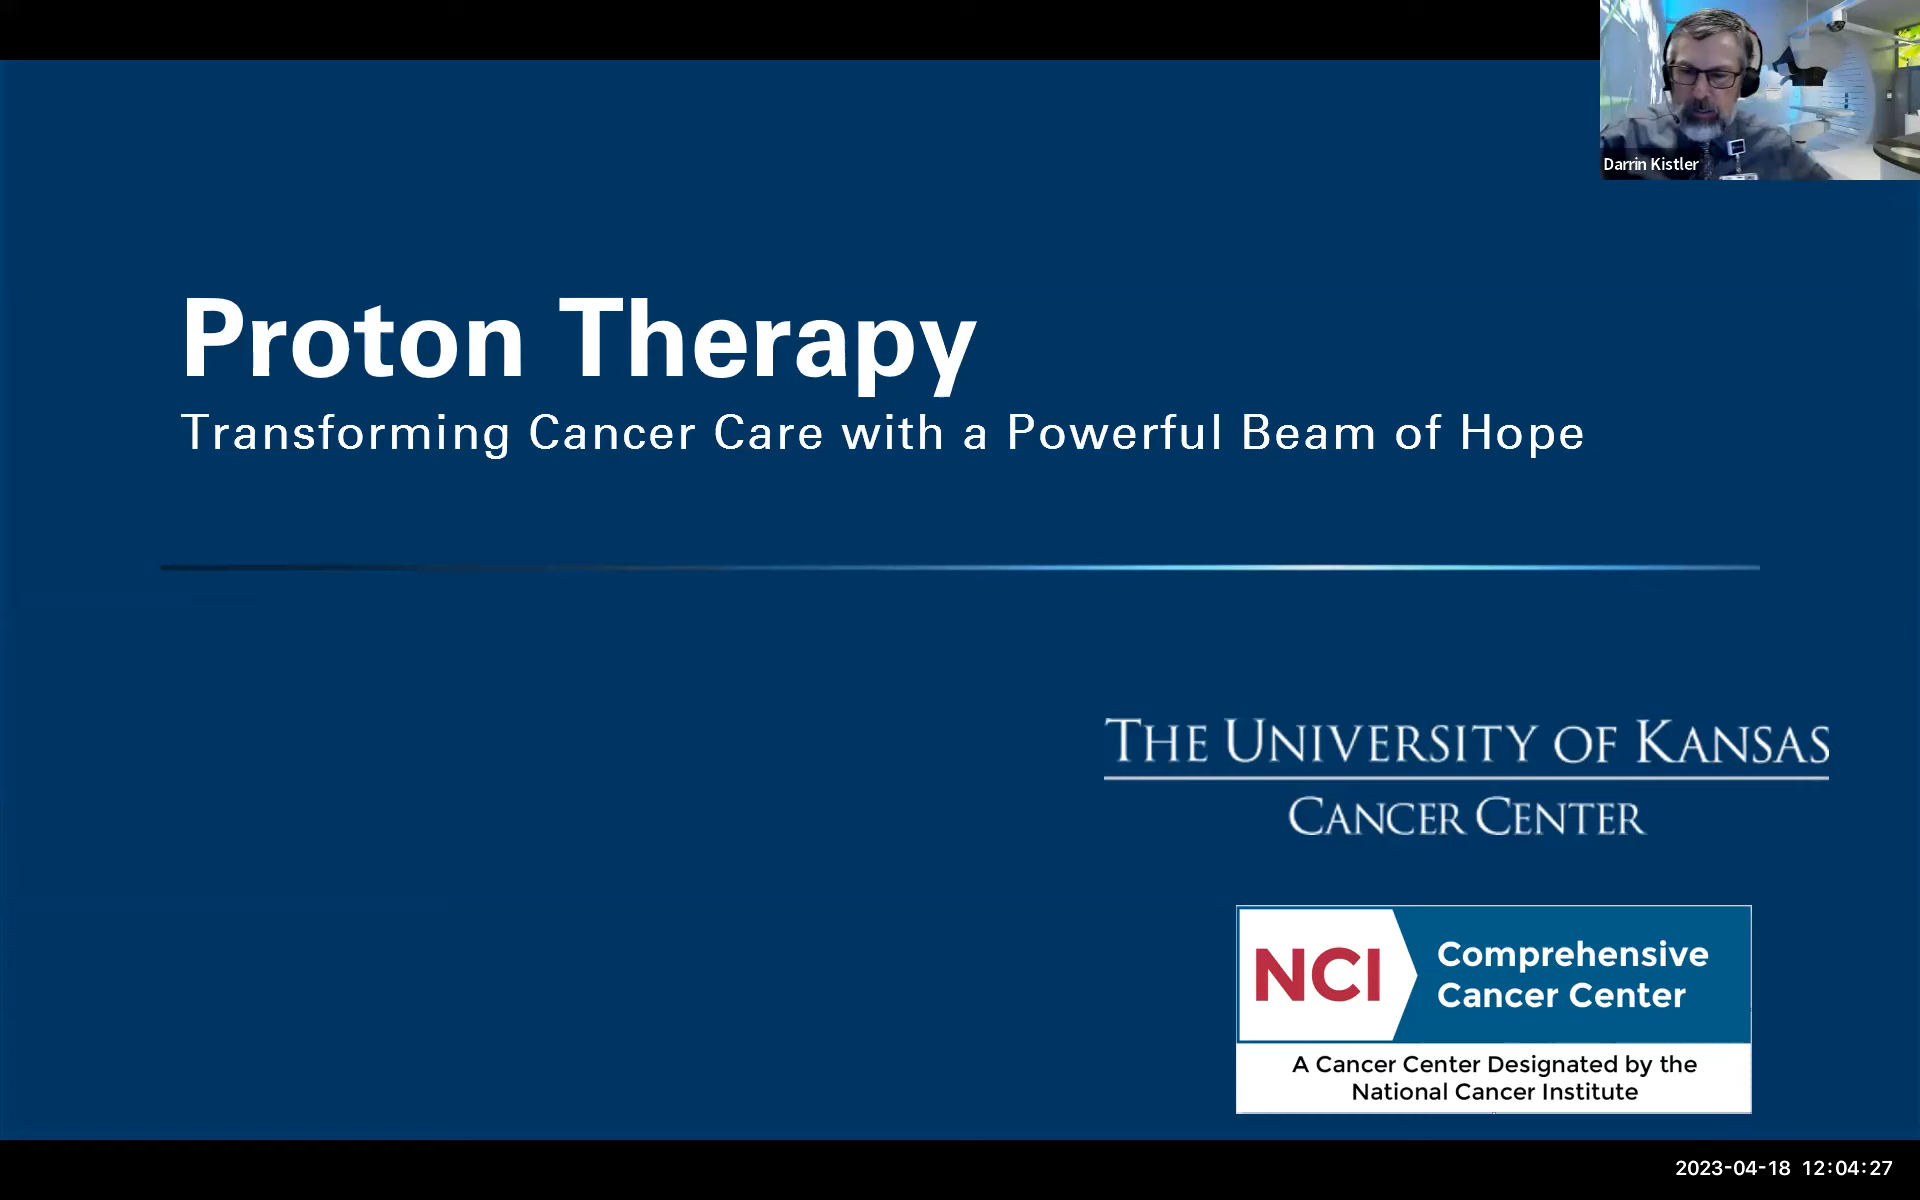 Darrin Kistler
Proton Therapy
Transforming Cancer Care with a Powerful Beam of Hope
THE UNIVERSITY OF KANSAS
CANCER CENTER
NCI
Comprehensive
Cancer Center
A Cancer Center Designated by the
National Cancer Institute
2023-04-18 12:04:27